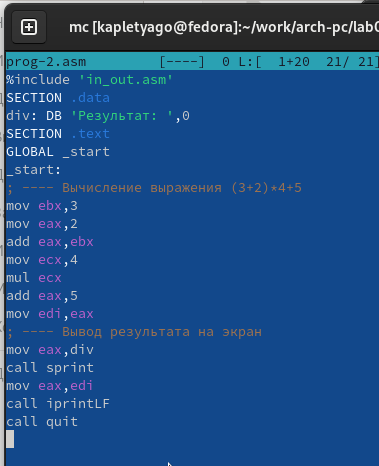 mc [kapletyago@fedora]:~/work/arch-pc/lab0
prog-2.asm [----] 0 L:[ 1+20 21/ 21]
%include 'in_out.asm'
SECTION .data
div: DB 'Результат: ',0
SECTION .text
GLOBAL _start
_start:
; ---- Вычисление выражения (3+2)*4+5
mov ebx,3
mov eax,2
add eax,ebx
mov ecx,4
mul ecx
add eax,5
mov edi,eax
; ---- Вывод результата на экран
mov eax,div
call sprint
mov eax,edi
call iprintLF
call quit